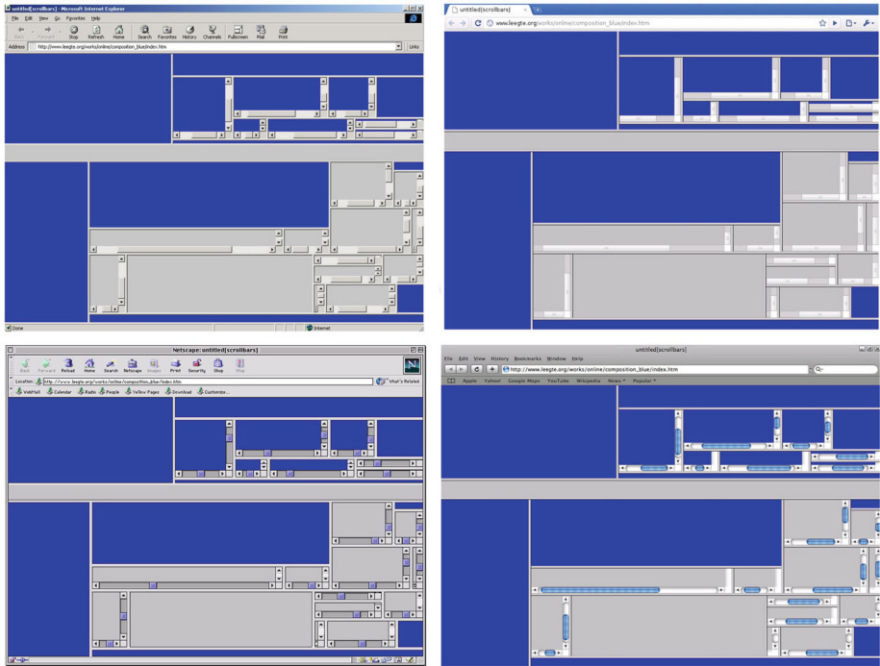 untitled[scrollbars] - Microsoft Internet Explorer
File Edit View Go Favorites Help
Back Forward Stop Refresh Home Search Favorites History Channels Fullscreen Mail Print
Address http://www.leegte.org/works/online/composition_blue/index.htm Links
Done Internet
untitled[scrollbars]
www.leegte.org/works/online/composition_blue/index.htm
Netscape: untitled[scrollbars]
Back Forward Reload Home Search Netscape Images Print Security Shop Stop
Location: http://www.leegte.org/works/online/composition_blue/index.htm What's Related
WebMail Calendar Radio People Yellow Pages Download Customize...
untitled[scrollbars]
File Edit View History Bookmarks Window Help
http://www.leegte.org/works/online/composition_blue/index.htm
Apple Yahoo! Google Maps YouTube Wikipedia News Popular